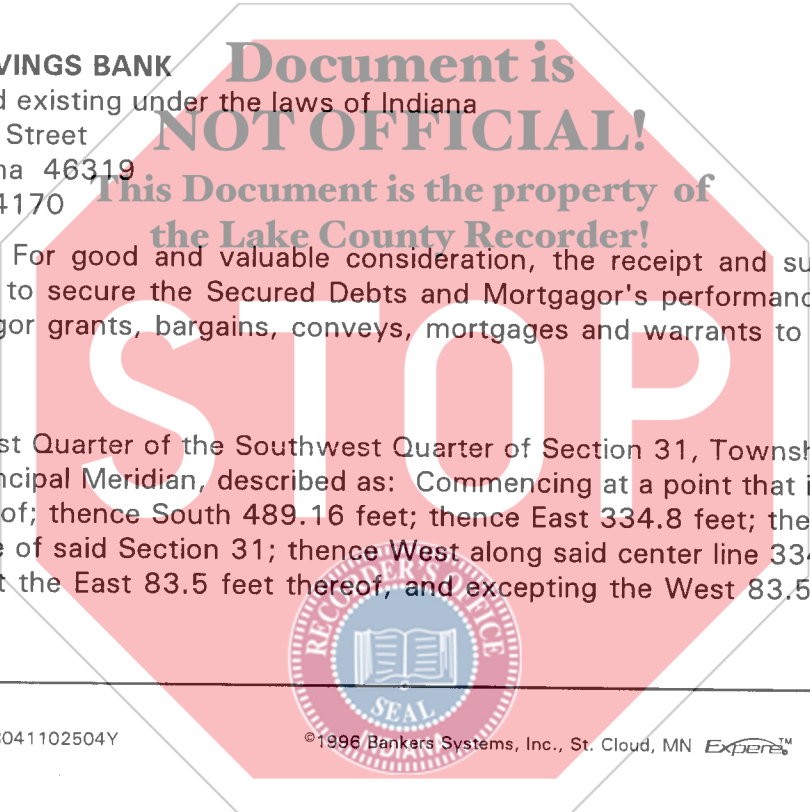 VINGS BANK
Document is
d existing under the laws of Indiana
Street
NOT OFFICIAL!
na 46319
This Document is the property of
4170
the Lake County Recorder!
For good and valuable consideration, the receipt and su
to secure the Secured Debts and Mortgagor's performanc
gor grants, bargains, conveys, mortgages and warrants to
STOP
st Quarter of the Southwest Quarter of Section 31, Townsh
ncipal Meridian, described as: Commencing at a point that i
of; thence South 489.16 feet; thence East 334.8 feet; the
e of said Section 31; thence West along said center line 334
t the East 83.5 feet thereof, and excepting the West 83.5
RECORDER'S OFFICE
SEAL
INDIANA
041102504Y
©1996 Bankers Systems, Inc., St. Cloud, MN Expere™